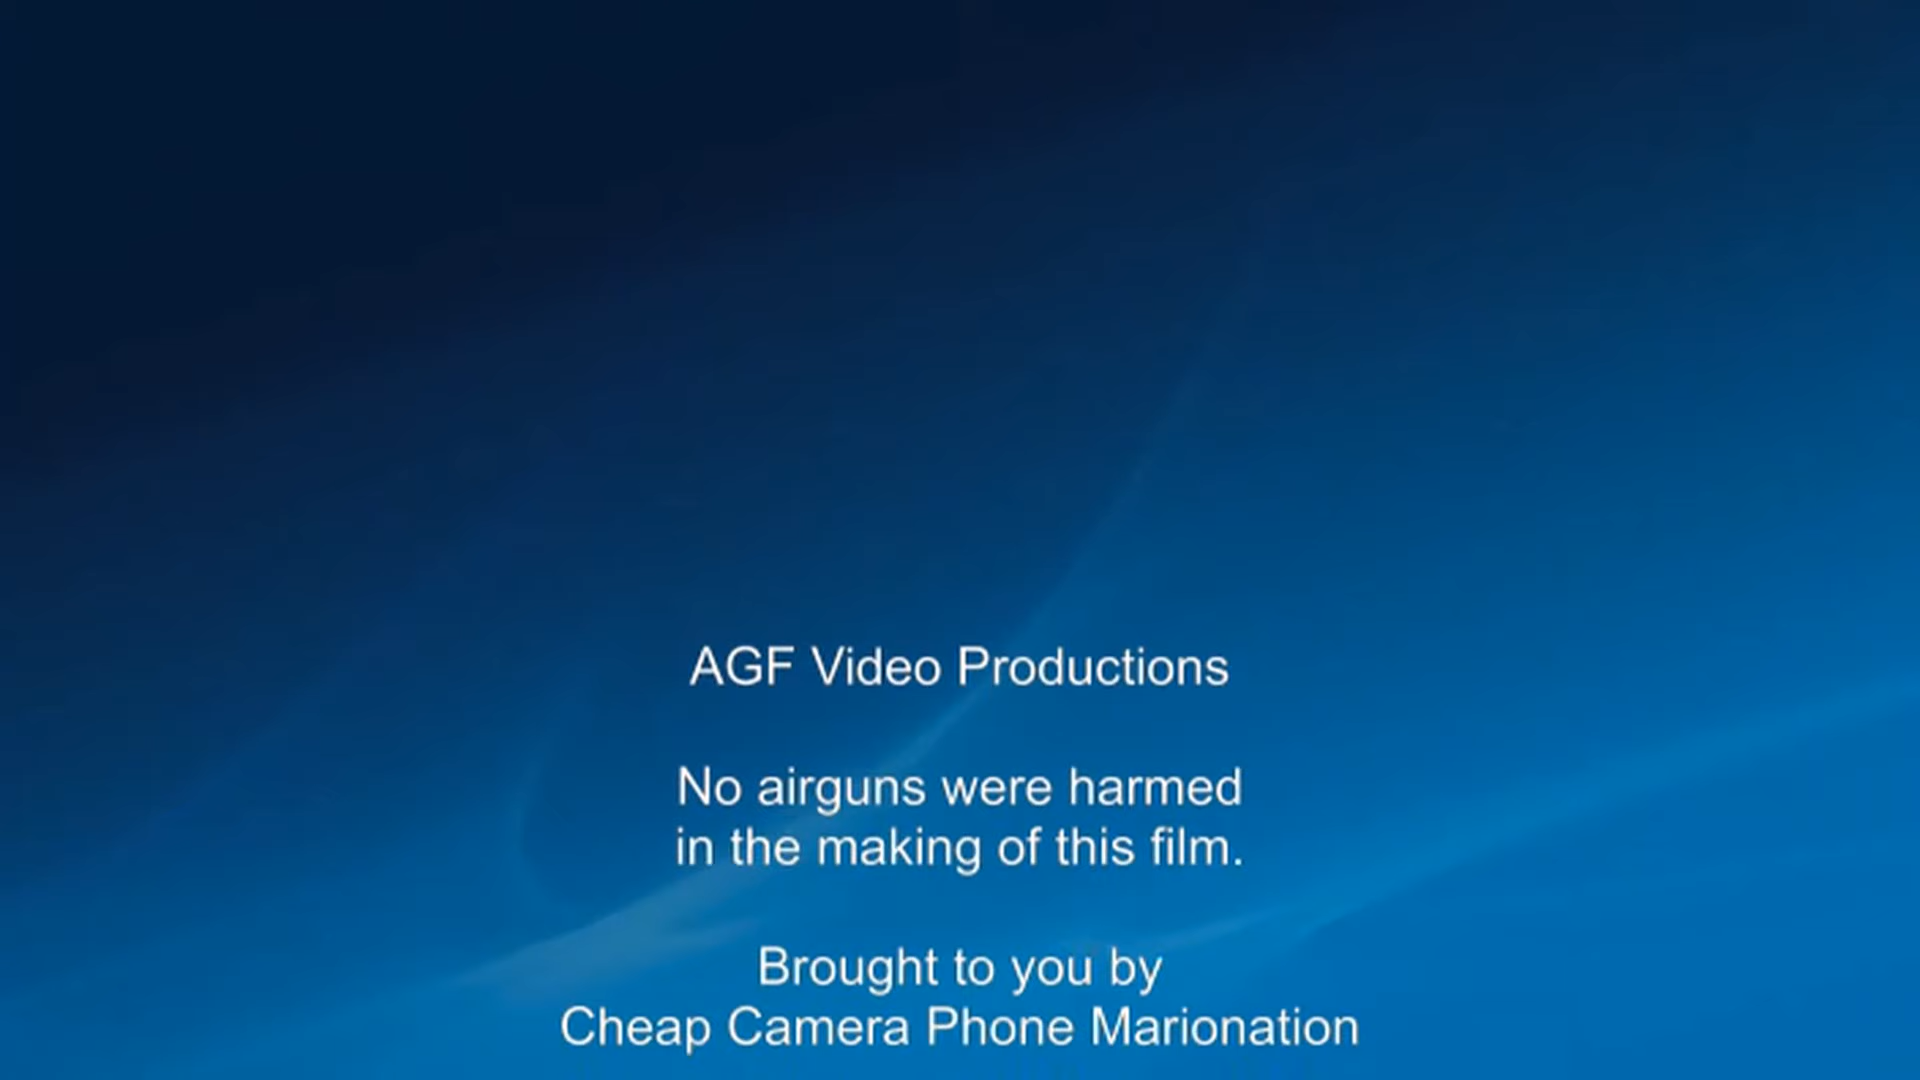 AGF Video Productions
No airguns were harmed
in the making of this film.
Brought to you by
Cheap Camera Phone Marionation